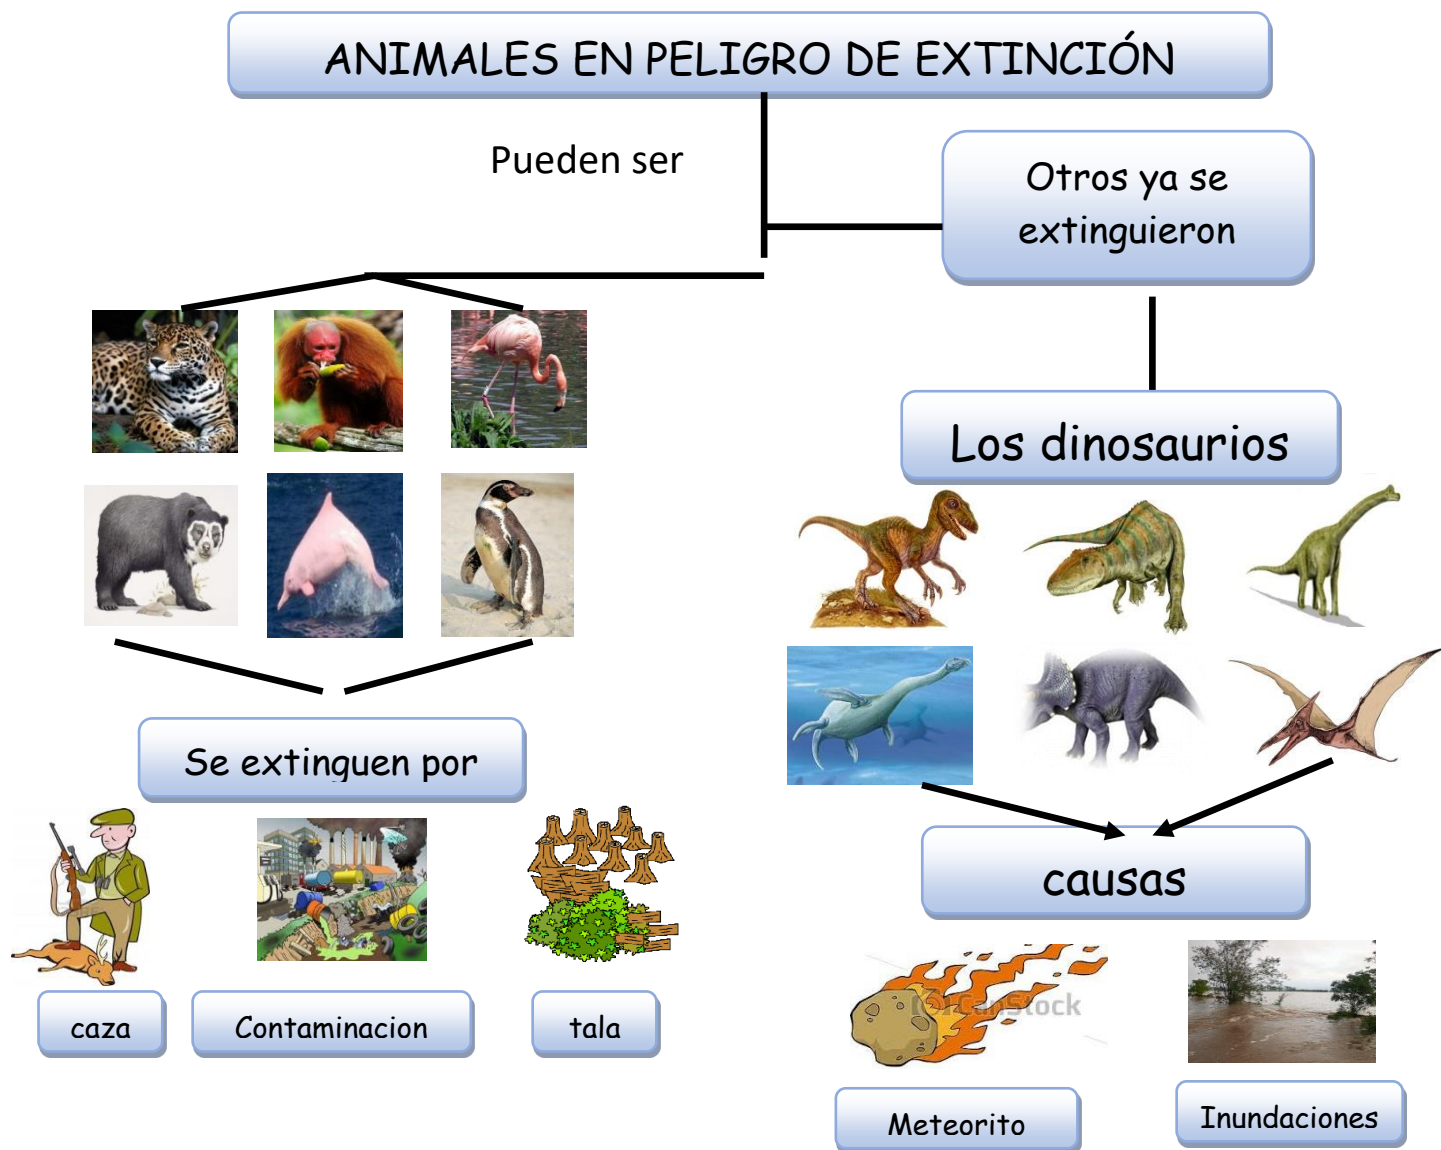 ANIMALES EN PELIGRO DE EXTINCIÓN
Pueden ser
Otros ya se
extinguieron
Los dinosaurios
Se extinguen por
causas
caza
Contaminacion
tala
CanStock
Meteorito
Inundaciones